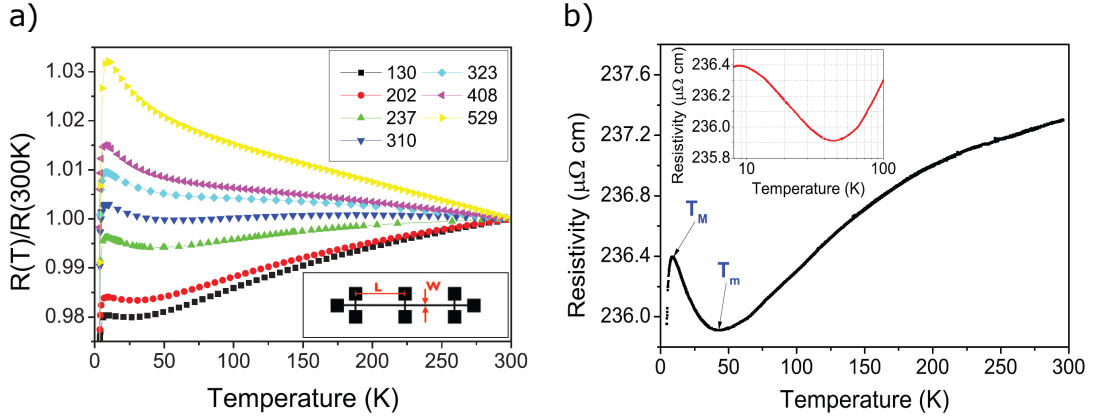 a)
R(T)/R(300K)
1.03
1.02
1.01
1.00
0.99
0.98
130 323
202 408
237 529
310
L W
0 50 100 150 200 250 300
Temperature (K)
b)
Resistivity (μΩ cm)
237.6
237.2
236.8
236.4
236.0
Resistivity (μΩ cm)
236.4
236.2
236.0
235.8
10 100
Temperature (K)
T_M
T_m
0 50 100 150 200 250 300
Temperature (K)